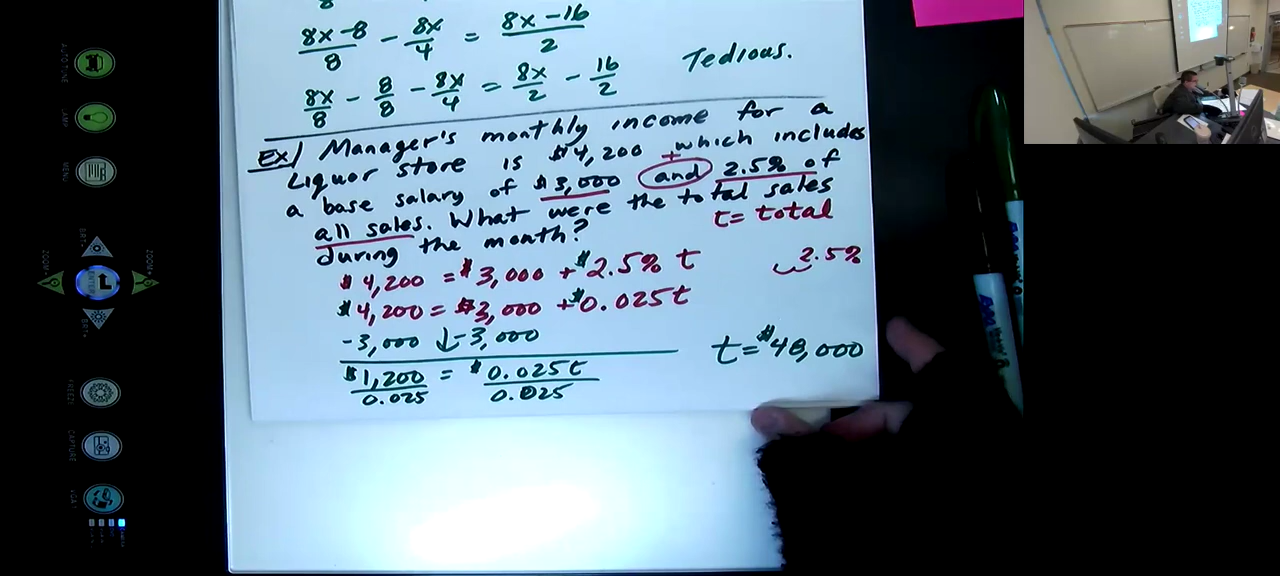 8x-8/8 - 8x/4 = 8x-16/2
Tedious.
8x/8 - 8/8 - 8x/4 = 8x/2 - 16/2
Ex/ Manager's monthly income for a
Liquor store is $4,200 which includes
a base salary of $3,000 + and 2.5% of
all sales. What were the total sales
during the month?
t = total
$4,200 = $3,000 + $2.5% t
2.5%
$4,200 = $3,000 + $0.025t
-3,000 ↓ -3,000
t = $48,000
$1,200/0.025 = $0.025t/0.025
MENU